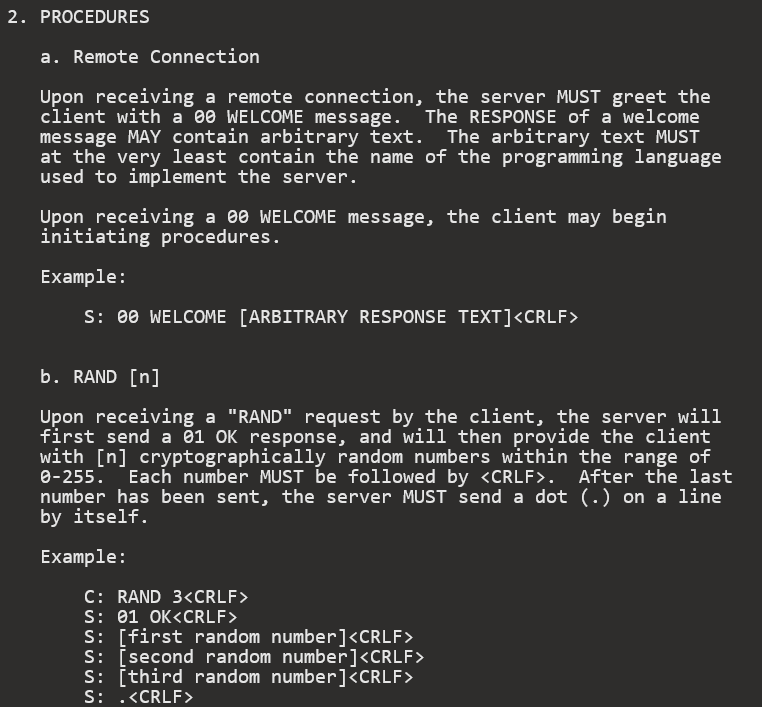 2. PROCEDURES
a. Remote Connection
Upon receiving a remote connection, the server MUST greet the
client with a 00 WELCOME message.  The RESPONSE of a welcome
message MAY contain arbitrary text.  The arbitrary text MUST
at the very least contain the name of the programming language
used to implement the server.
Upon receiving a 00 WELCOME message, the client may begin
initiating procedures.
Example:
S: 00 WELCOME [ARBITRARY RESPONSE TEXT]<CRLF>
b. RAND [n]
Upon receiving a "RAND" request by the client, the server will
first send a 01 OK response, and will then provide the client
with [n] cryptographically random numbers within the range of
0-255.  Each number MUST be followed by <CRLF>.  After the last
number has been sent, the server MUST send a dot (.) on a line
by itself.
Example:
C: RAND 3<CRLF>
S: 01 OK<CRLF>
S: [first random number]<CRLF>
S: [second random number]<CRLF>
S: [third random number]<CRLF>
S: .<CRLF>